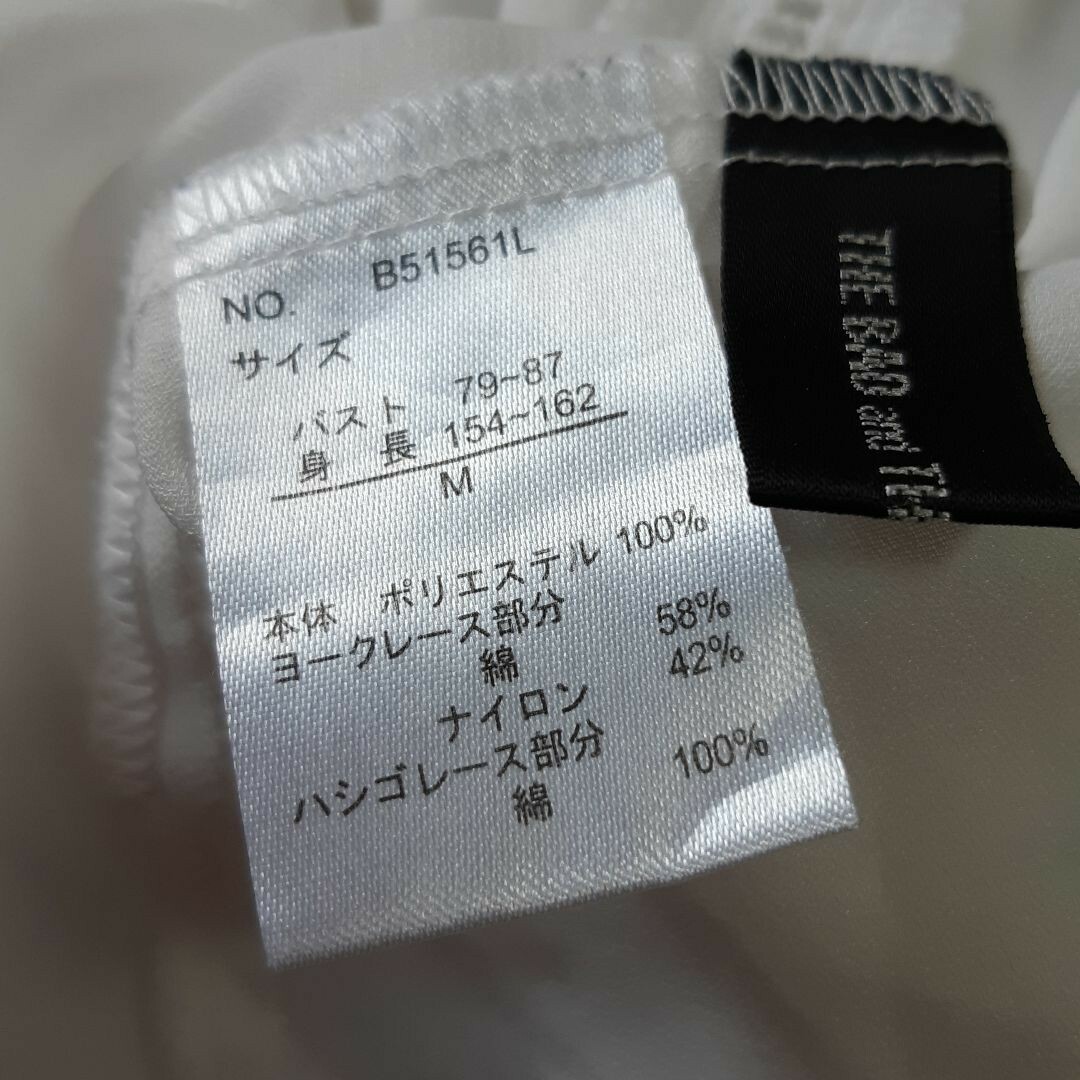 NO. B51561L
サイズ
バスト 79~87
身 長 154~162
M
本体 ポリエステル 100%
ヨークレース部分
綿 58%
ナイロン 42%
ハシゴレース部分
綿 100%
THE
and